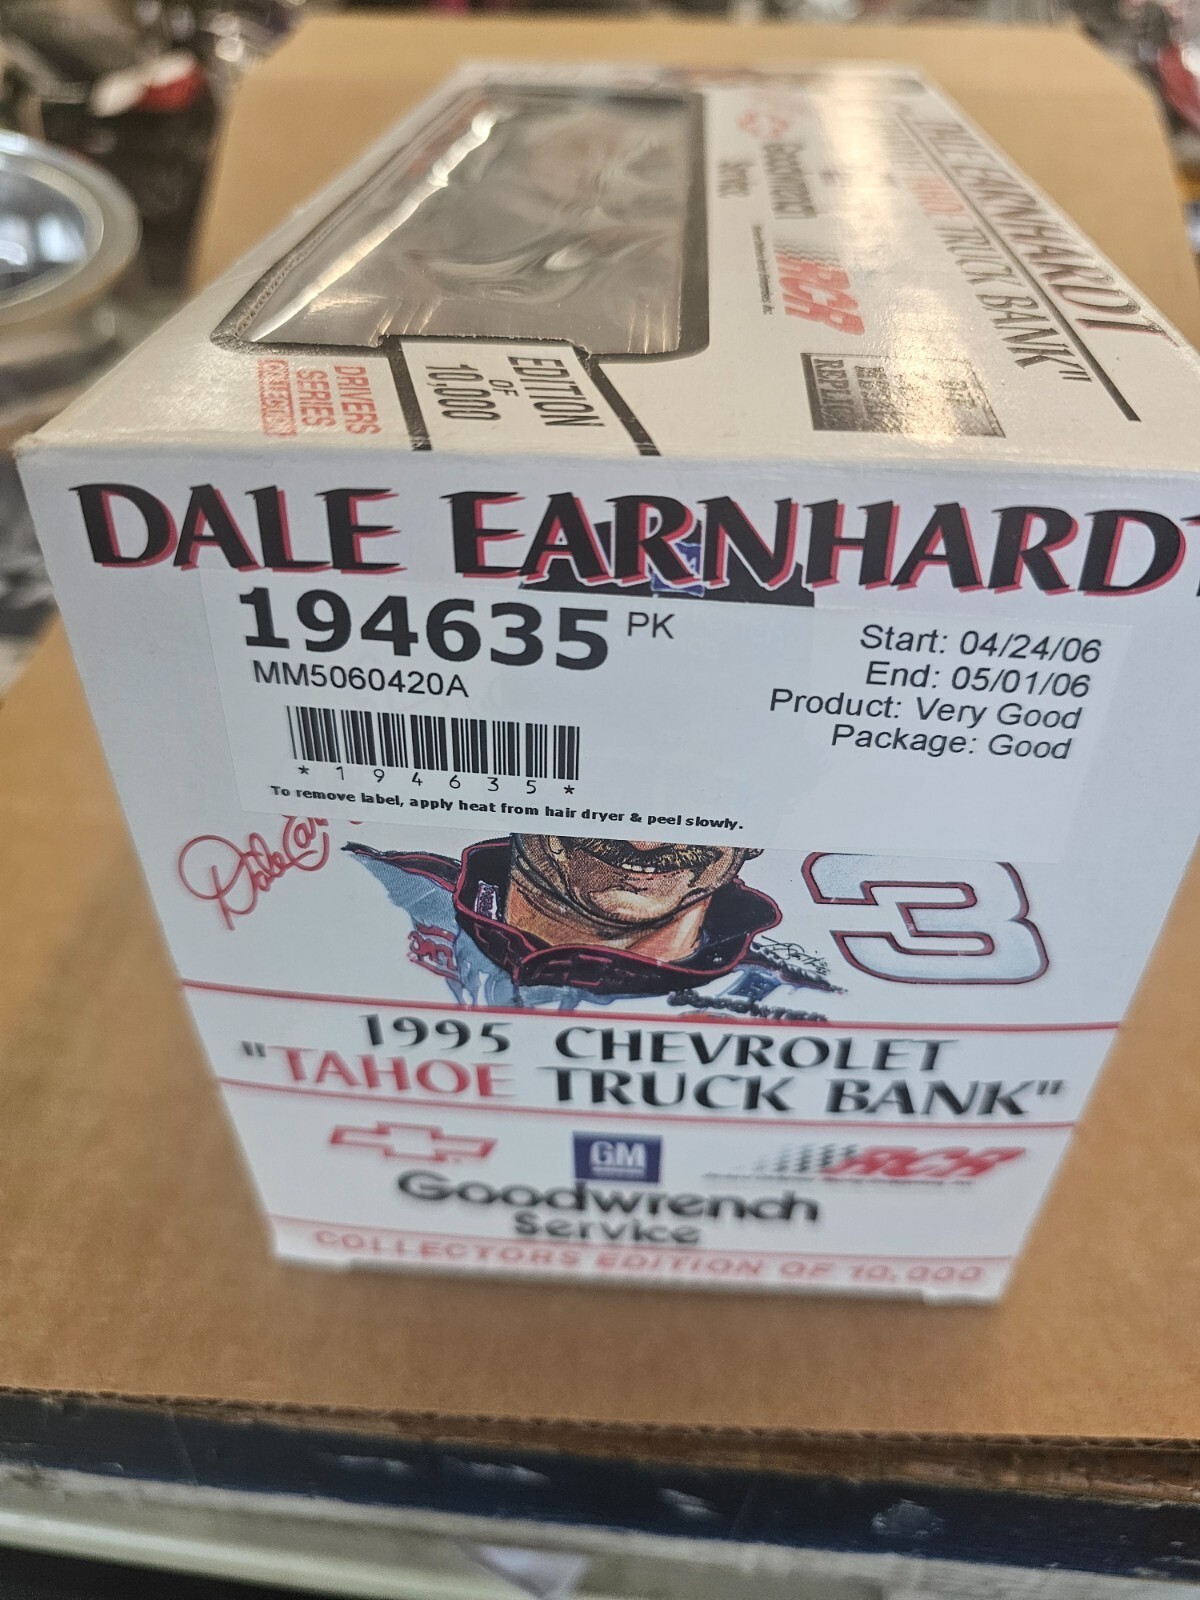 DALE EARNHARDT
"TAHOE TRUCK BANK"
Goodwrench
Service
RCR
EDITION
OF
10,000
DRIVERS
SERIES
DALE EARNHARDT
194635 PK
MM5060420A
Start: 04/24/06
End: 05/01/06
Product: Very Good
Package: Good
*194635*
To remove label, apply heat from hair dryer & peel slowly.
3
1995 CHEVROLET
"TAHOE TRUCK BANK"
GM
RCR
Goodwrench
Service
COLLECTORS EDITION OF 10,000